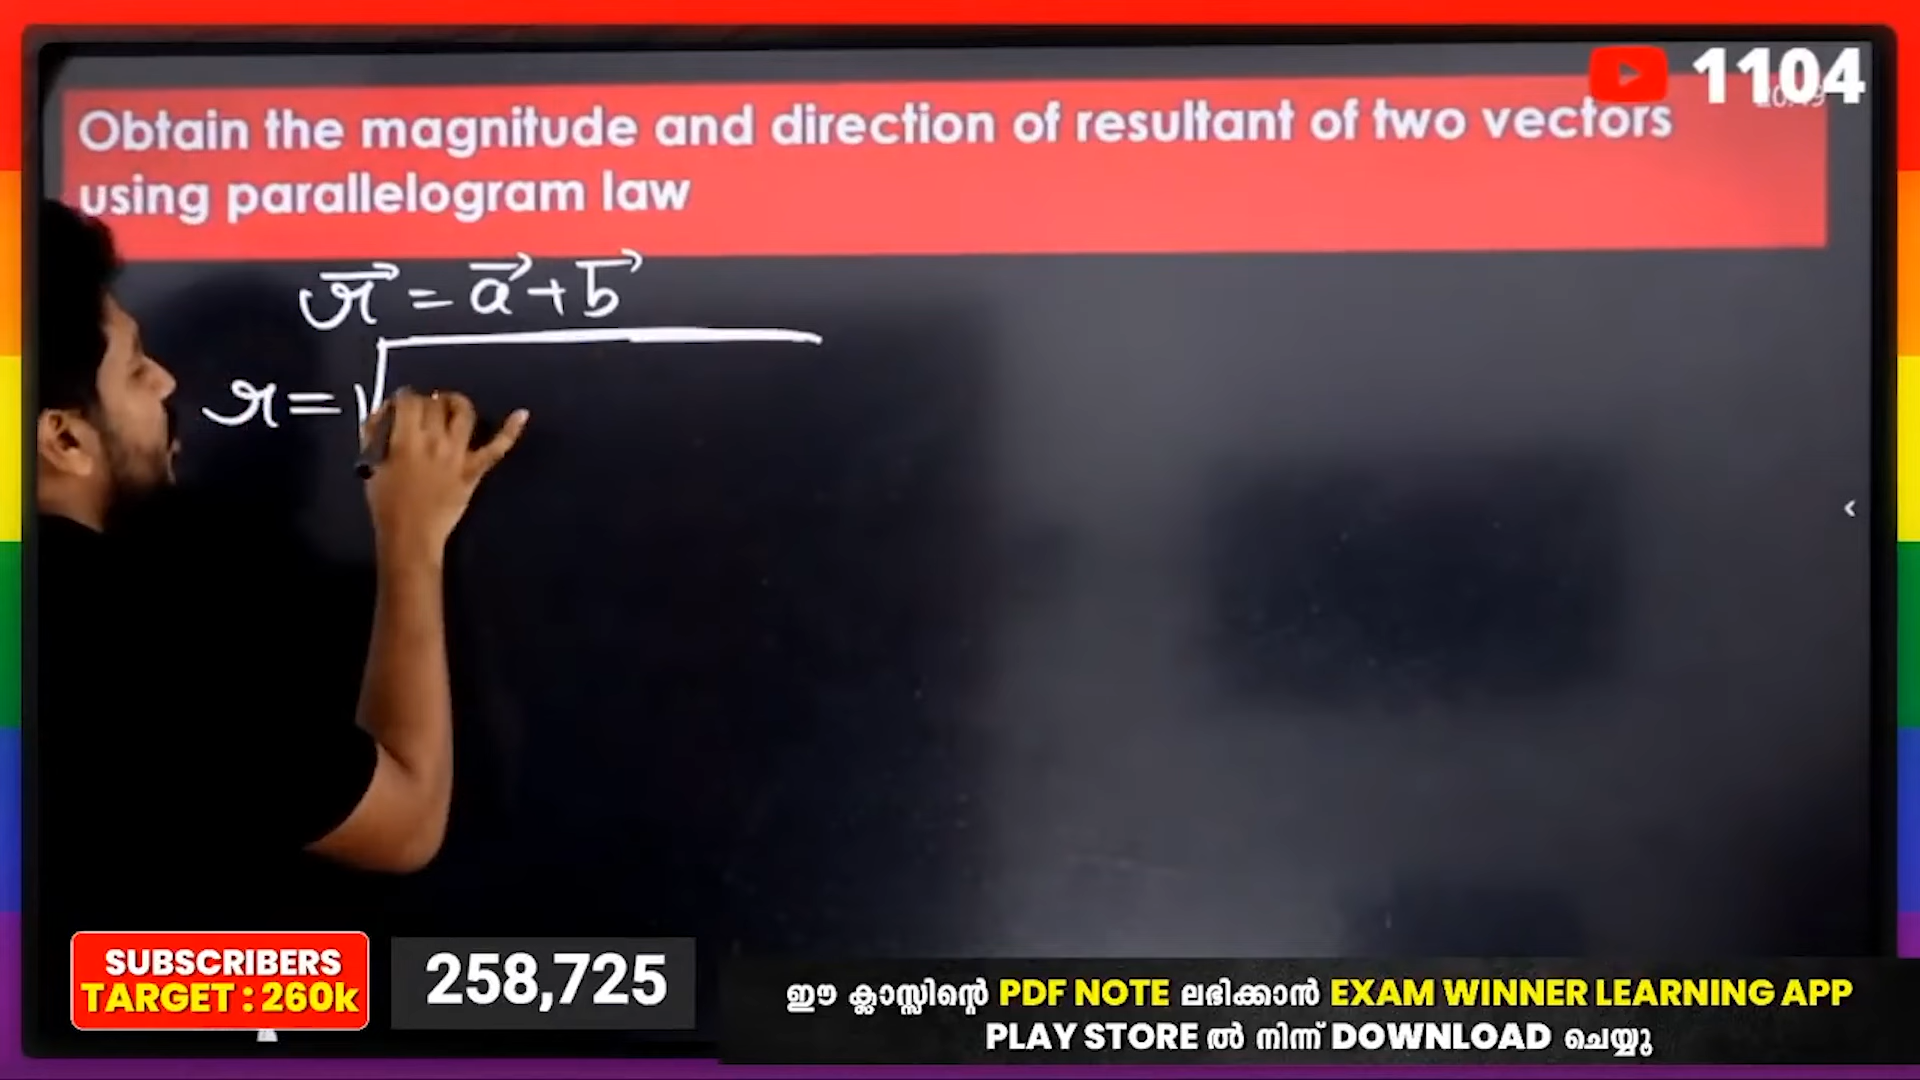 1104
Obtain the magnitude and direction of resultant of two vectors
using parallelogram law
r⃗ = a⃗ + b⃗
r = √
SUBSCRIBERS
TARGET : 260k
258,725
ഈ ക്ലാസ്സിന്റെ PDF NOTE ലഭിക്കാൻ EXAM WINNER LEARNING APP
PLAY STORE ൽ നിന്ന് DOWNLOAD ചെയ്യൂ